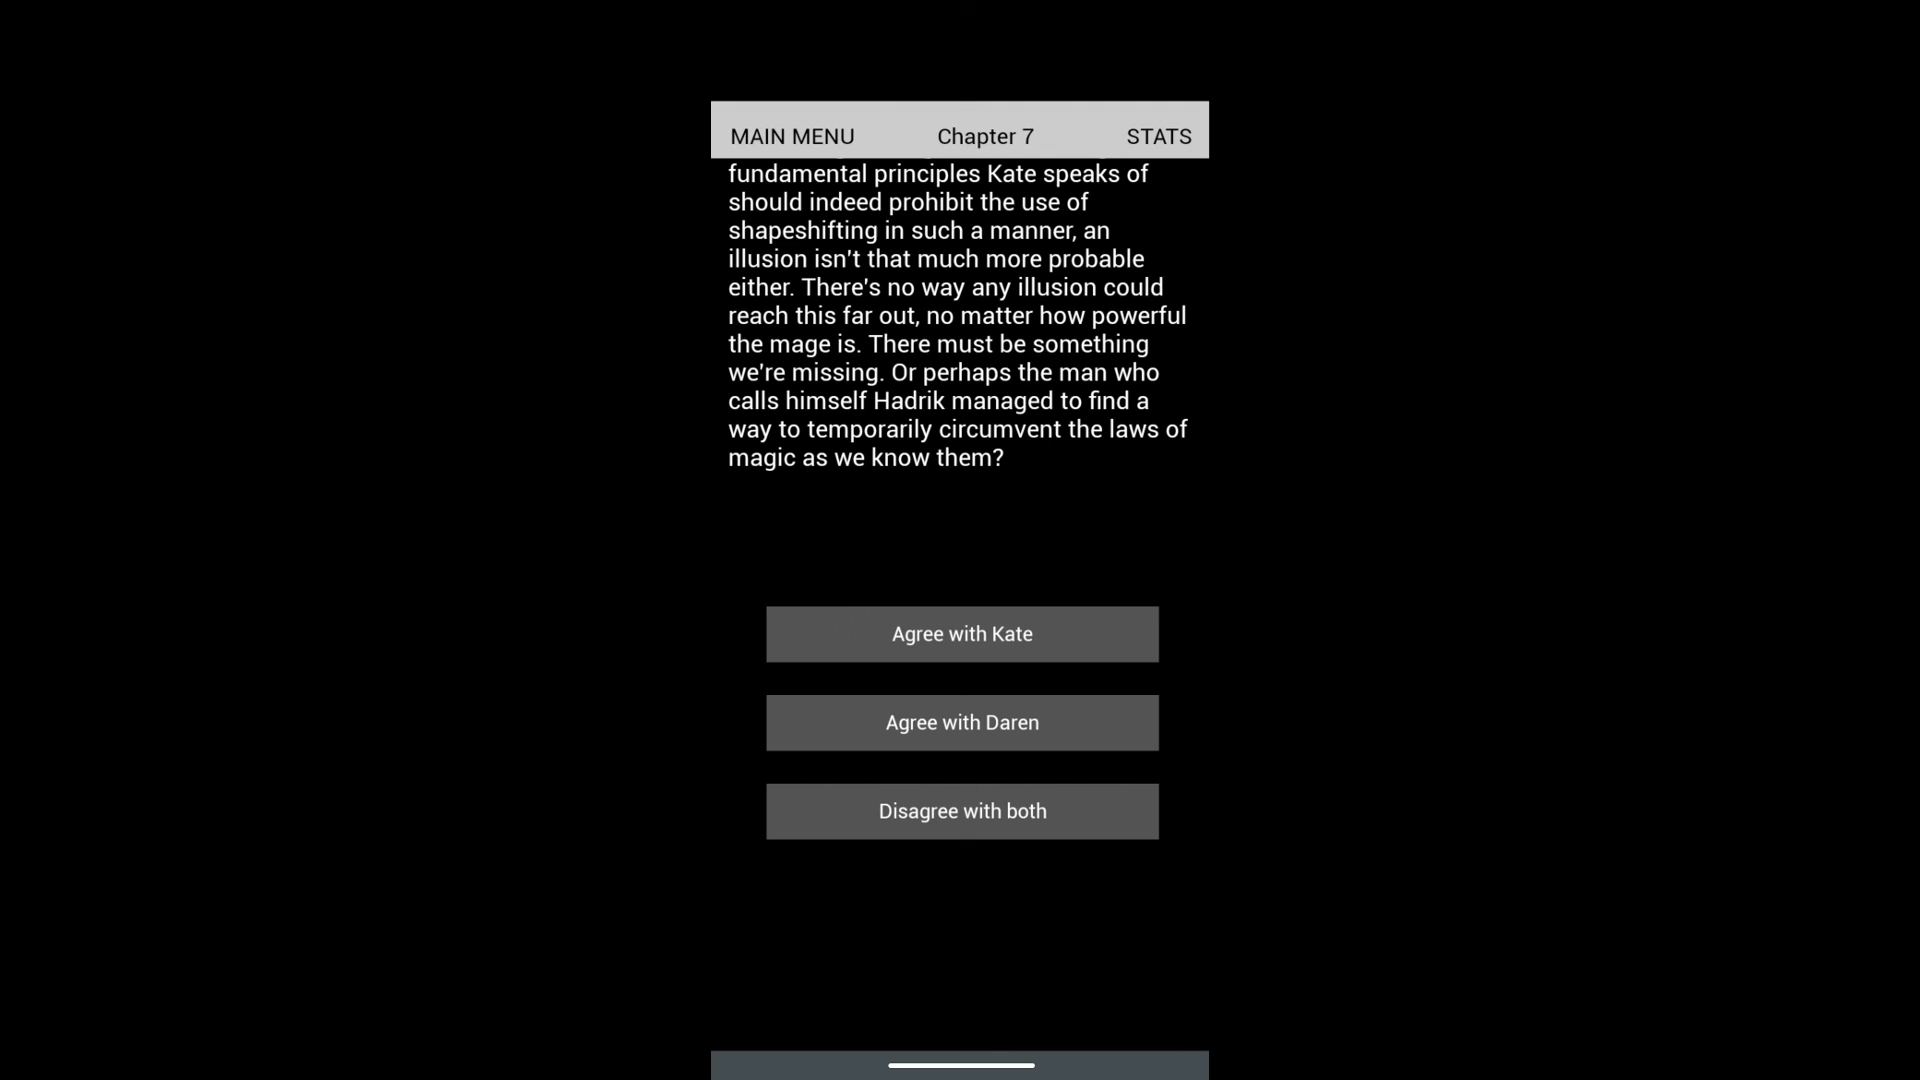 MAIN MENU Chapter 7 STATS
fundamental principles Kate speaks of
should indeed prohibit the use of
shapeshifting in such a manner, an
illusion isn't that much more probable
either. There's no way any illusion could
reach this far out, no matter how powerful
the mage is. There must be something
we're missing. Or perhaps the man who
calls himself Hadrik managed to find a
way to temporarily circumvent the laws of
magic as we know them?
Agree with Kate
Agree with Daren
Disagree with both